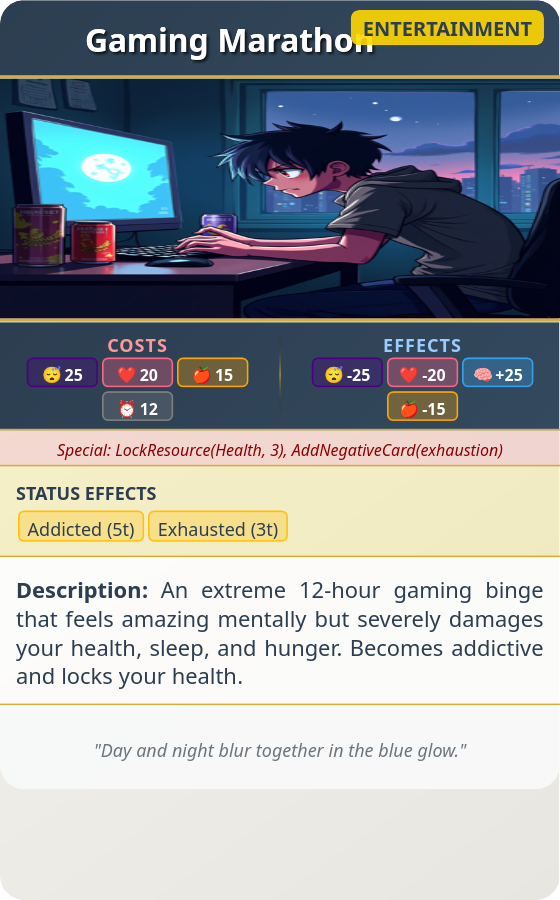 Gaming Marathon
ENTERTAINMENT
COSTS
😴 25 ❤️ 20 🍎 15
⏰ 12
EFFECTS
😴 -25 ❤️ -20 🧠 +25
🍎 -15
Special: LockResource(Health, 3), AddNegativeCard(exhaustion)
STATUS EFFECTS
Addicted (5t) Exhausted (3t)
Description: An extreme 12-hour gaming binge
that feels amazing mentally but severely damages
your health, sleep, and hunger. Becomes addictive
and locks your health.
"Day and night blur together in the blue glow."